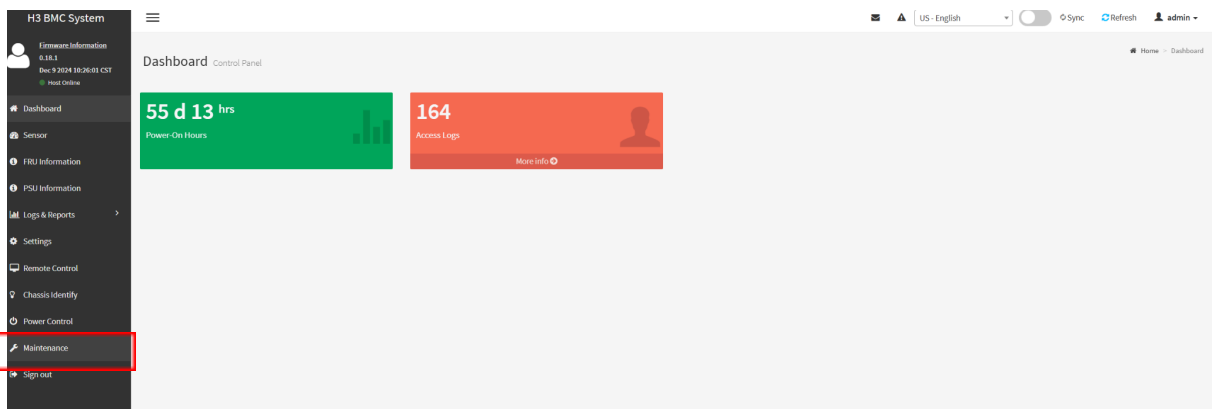 H3 BMC System
US - English
Sync
Refresh
admin
Firmware Information
0.18.1
Dec 9 2024 10:26:01 CST
Host Online
Dashboard Control Panel
Home > Dashboard
Dashboard
Sensor
FRU Information
PSU Information
Logs & Reports
Settings
Remote Control
Chassis Identify
Power Control
Maintenance
Sign out
55 d 13 hrs
Power-On Hours
164
Access Logs
More info